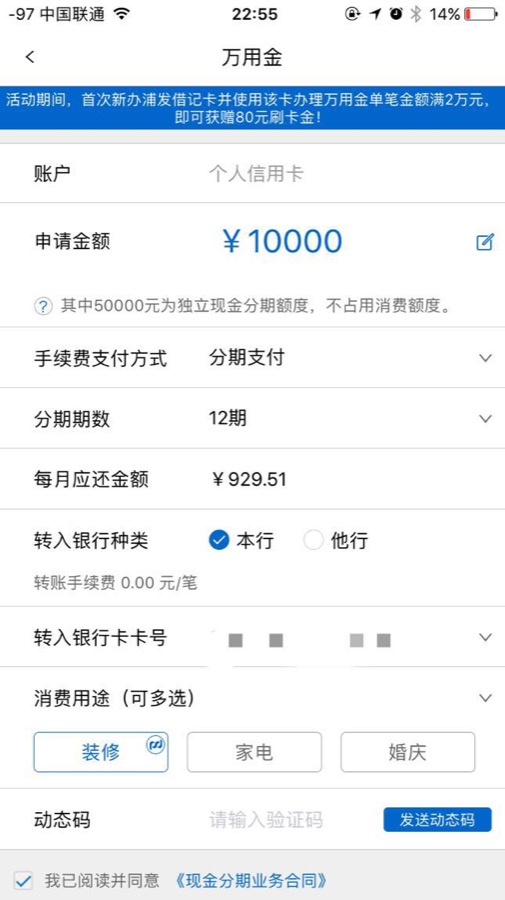 -97 中国联通 22:55 14%
万用金
活动期间，首次新办浦发借记卡并使用该卡办理万用金单笔金额满2万元，
即可获赠80元刷卡金！
账户 个人信用卡
申请金额 ￥10000
? 其中50000元为独立现金分期额度，不占用消费额度。
手续费支付方式 分期支付
分期期数 12期
每月应还金额 ￥929.51
转入银行种类 本行 他行
转账手续费 0.00 元/笔
转入银行卡卡号
消费用途（可多选）
装修 家电 婚庆
动态码 请输入验证码 发送动态码
我已阅读并同意 《现金分期业务合同》